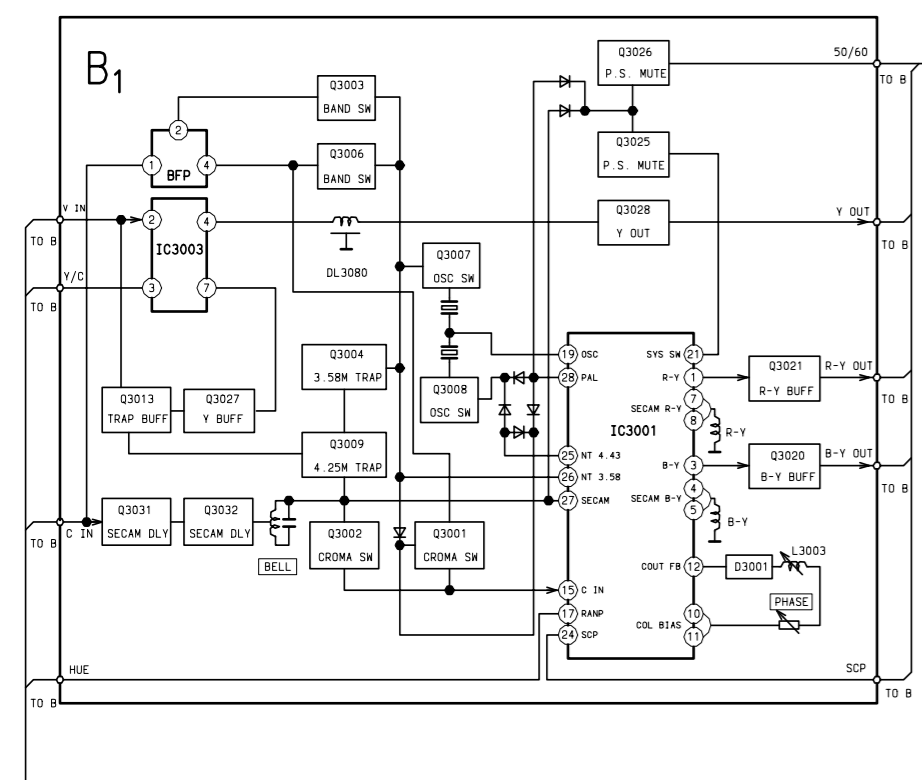 B1
Q3026
P.S. MUTE
50/60
TO B
Q3003
BAND SW
2
1
4
BFP
Q3006
BAND SW
Q3025
P.S. MUTE
V IN
TO B
2
4
IC3003
3
7
DL3080
Q3028
Y OUT
Y OUT
TO B
Y/C
TO B
Q3007
OSC SW
Q3008
OSC SW
Q3004
3.58M TRAP
Q3013
TRAP BUFF
Q3027
Y BUFF
Q3009
4.25M TRAP
19 OSC
SYS SW 21
28 PAL
R-Y 1
7
SECAM R-Y
8
IC3001
R-Y
Q3021
R-Y BUFF
R-Y OUT
TO B
25 NT 4.43
B-Y 3
26 NT 3.58
27 SECAM
4
SECAM B-Y
5
B-Y
Q3020
B-Y BUFF
B-Y OUT
TO B
C IN
TO B
Q3031
SECAM DLY
Q3032
SECAM DLY
BELL
Q3002
CROMA SW
Q3001
CROMA SW
COUT FB 12
D3001
L3003
15 C IN
17 RANP
24 SCP
10
COL BIAS
11
PHASE
HUE
TO B
SCP
TO B